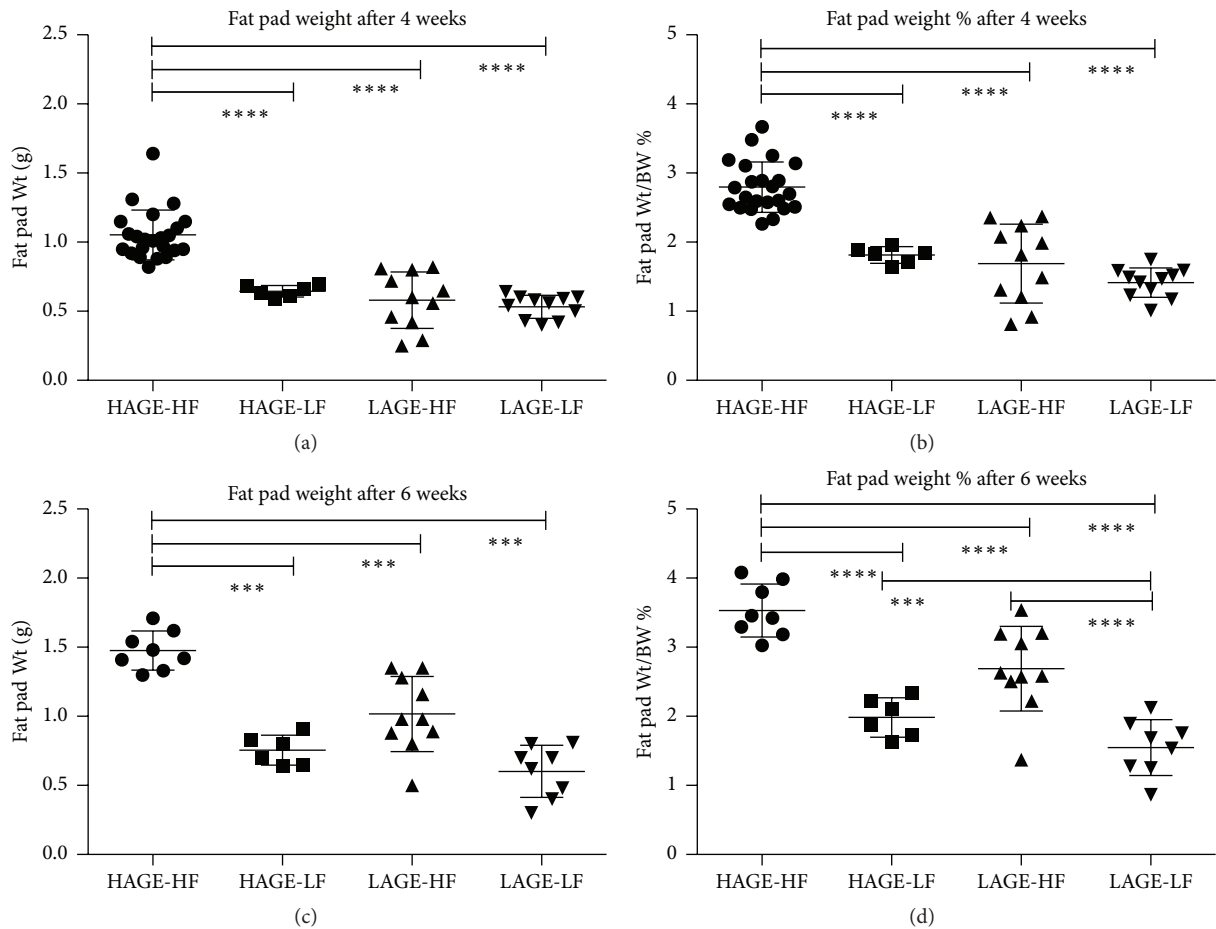 Fat pad weight after 4 weeks
Fat pad Wt (g)
2.5
2.0
1.5
1.0
0.5
0.0
****
****
****
HAGE-HF HAGE-LF LAGE-HF LAGE-LF
(a)
Fat pad weight % after 4 weeks
Fat pad Wt/BW %
5
4
3
2
1
0
****
****
****
HAGE-HF HAGE-LF LAGE-HF LAGE-LF
(b)
Fat pad weight after 6 weeks
Fat pad Wt (g)
2.5
2.0
1.5
1.0
0.5
0.0
***
***
***
HAGE-HF HAGE-LF LAGE-HF LAGE-LF
(c)
Fat pad weight % after 6 weeks
Fat pad Wt/BW %
5
4
3
2
1
0
****
****
****
***
****
HAGE-HF HAGE-LF LAGE-HF LAGE-LF
(d)